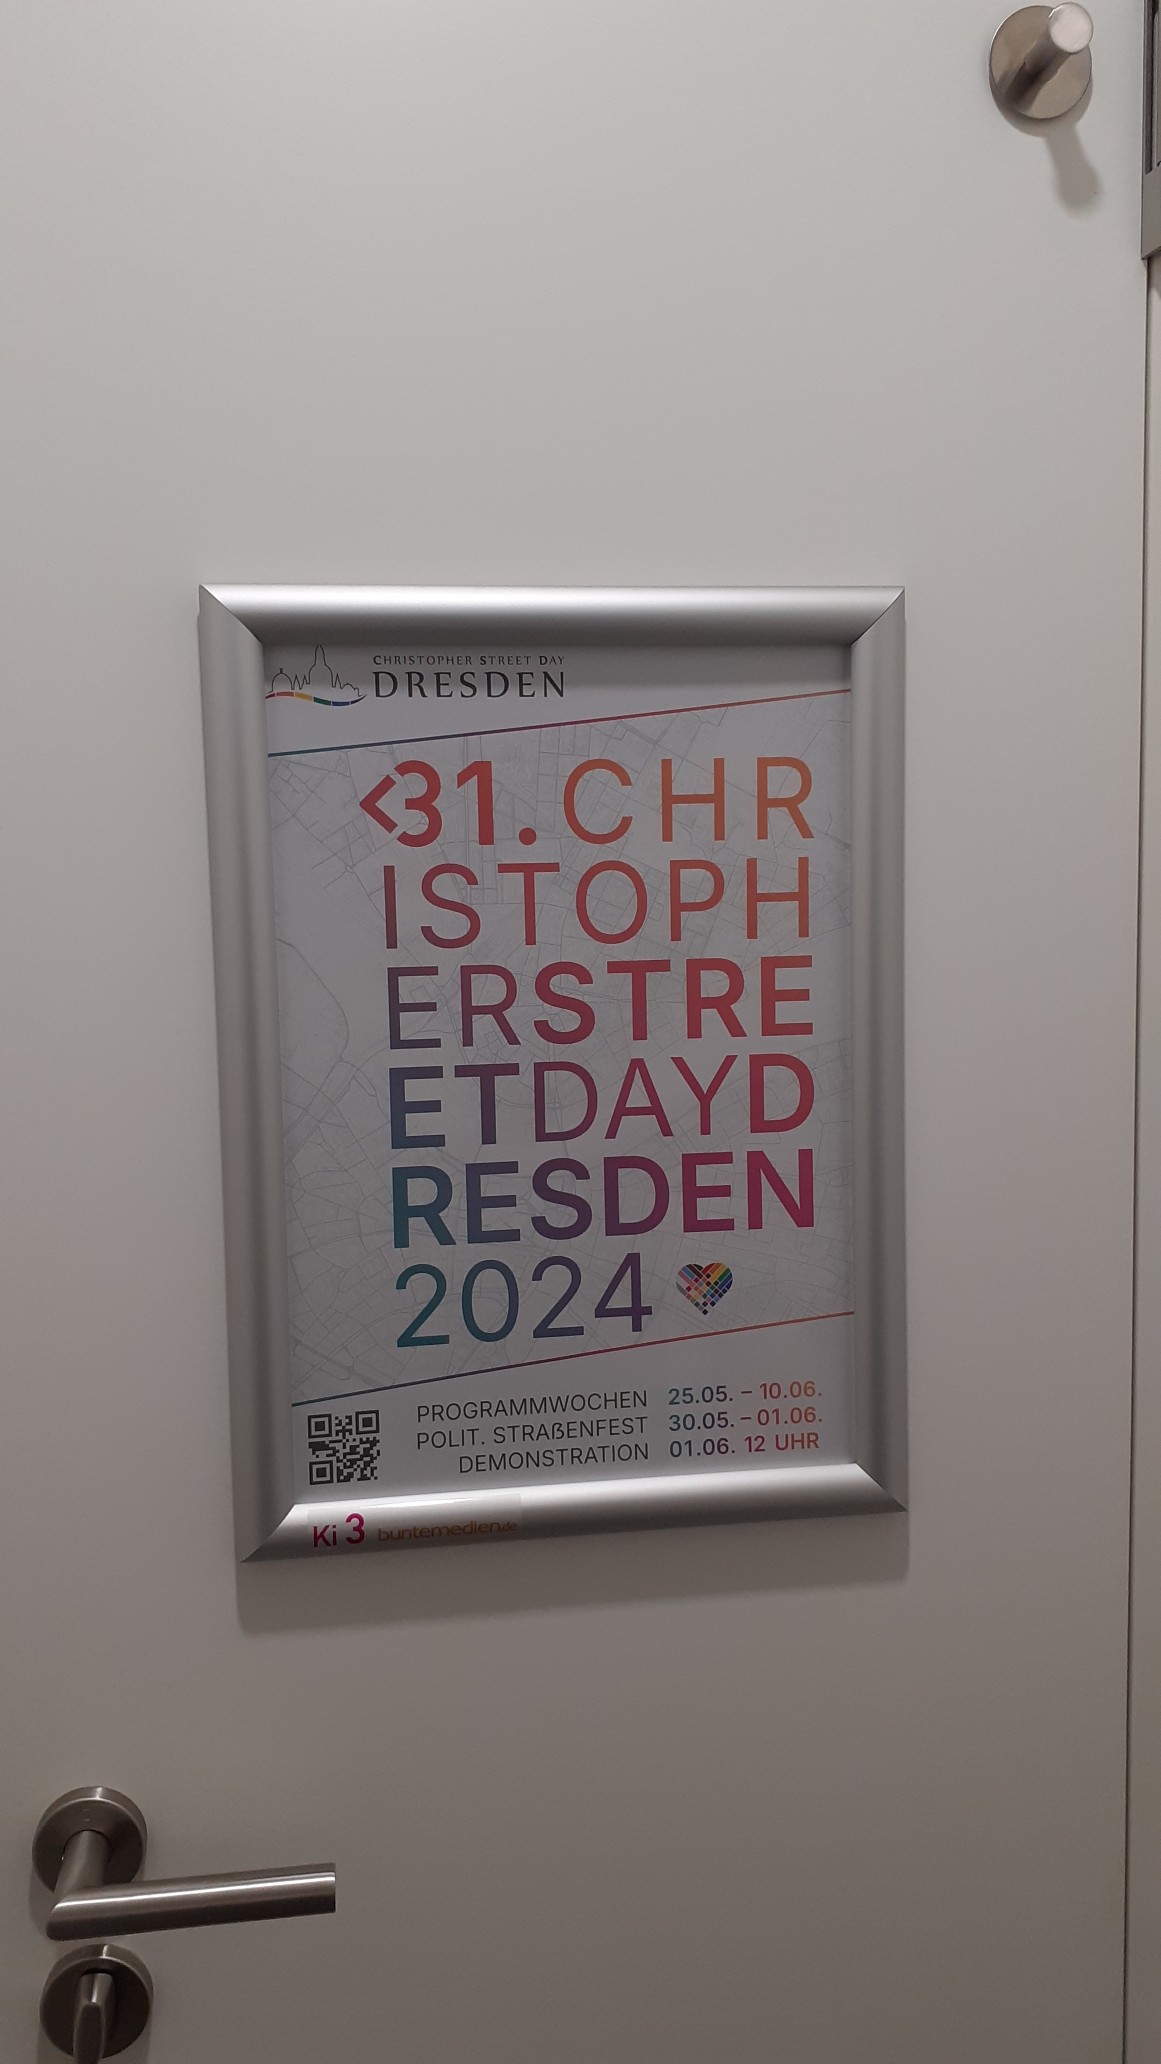 CHRISTOPHER STREET DAY
DRESDEN
<31. CHR
ISTOPH
ERSTRE
ETDAYD
RESDEN
2024
PROGRAMMWOCHEN 25.05. – 10.06.
POLIT. STRAßENFEST 30.05. – 01.06.
DEMONSTRATION 01.06. 12 UHR
Ki 3 buntemedien.de